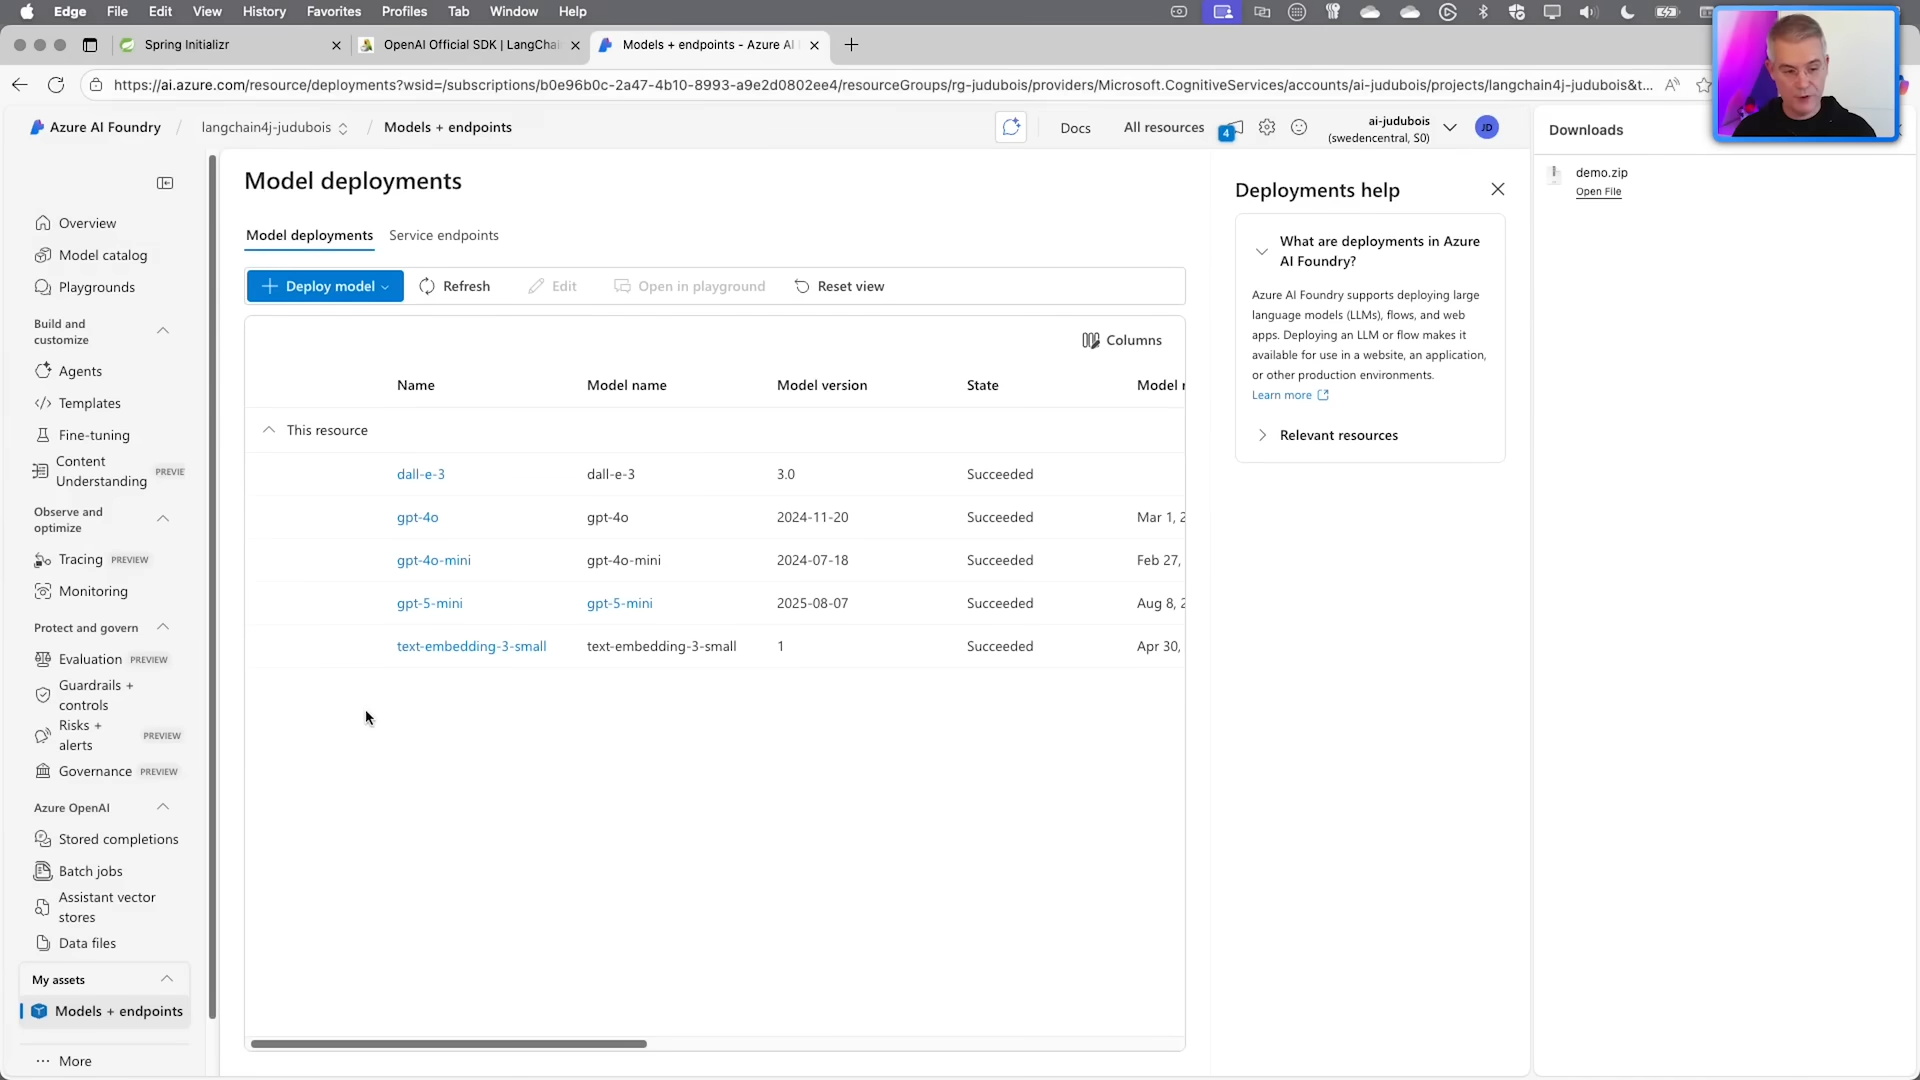 Edge File Edit View History Favorites Profiles Tab Window Help
Spring Initializr
OpenAI Official SDK | LangChai
Models + endpoints - Azure AI
https://ai.azure.com/resource/deployments?wsid=/subscriptions/b0e96b0c-2a47-4b10-8993-a9e2d0802ee4/resourceGroups/rg-judubois/providers/Microsoft.CognitiveServices/accounts/ai-judubois/projects/langchain4j-judubois&t...
Azure AI Foundry / langchain4j-judubois / Models + endpoints
Docs
All resources
4
ai-judubois
(swedencentral, S0)
JD
Downloads
demo.zip
Open File
Overview
Model catalog
Playgrounds
Build and
customize
Agents
Templates
Fine-tuning
Content
Understanding PREVIE
Observe and
optimize
Tracing PREVIEW
Monitoring
Protect and govern
Evaluation PREVIEW
Guardrails +
controls
Risks +
alerts PREVIEW
Governance PREVIEW
Azure OpenAI
Stored completions
Batch jobs
Assistant vector
stores
Data files
My assets
Models + endpoints
More
Model deployments
Model deployments Service endpoints
Deploy model Refresh Edit Open in playground Reset view
Columns
Name Model name Model version State Model r
This resource
dall-e-3 dall-e-3 3.0 Succeeded
gpt-4o gpt-4o 2024-11-20 Succeeded Mar 1, 2
gpt-4o-mini gpt-4o-mini 2024-07-18 Succeeded Feb 27,
gpt-5-mini gpt-5-mini 2025-08-07 Succeeded Aug 8, 2
text-embedding-3-small text-embedding-3-small 1 Succeeded Apr 30,
Deployments help
What are deployments in Azure
AI Foundry?
Azure AI Foundry supports deploying large
language models (LLMs), flows, and web
apps. Deploying an LLM or flow makes it
available for use in a website, an application,
or other production environments.
Learn more
Relevant resources